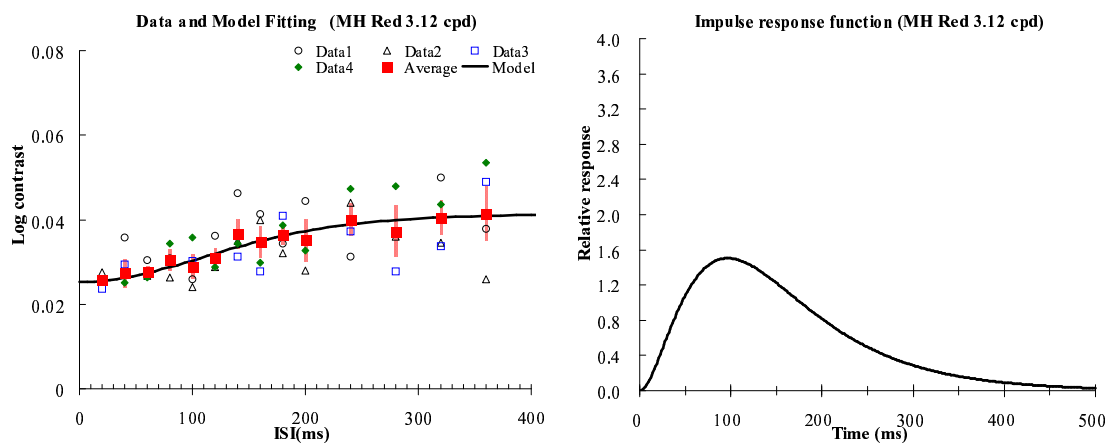 Data and Model Fitting (MH Red 3.12 cpd)
Data1 Data2 Data3
Data4 Average Model
Log contrast
0.08
0.06
0.04
0.02
0
0 100 200 300 400
ISI(ms)
Impulse response function (MH Red 3.12 cpd)
Relative response
4.0
3.6
3.2
2.8
2.4
2.0
1.6
1.2
0.8
0.4
0.0
0 100 200 300 400 500
Time (ms)